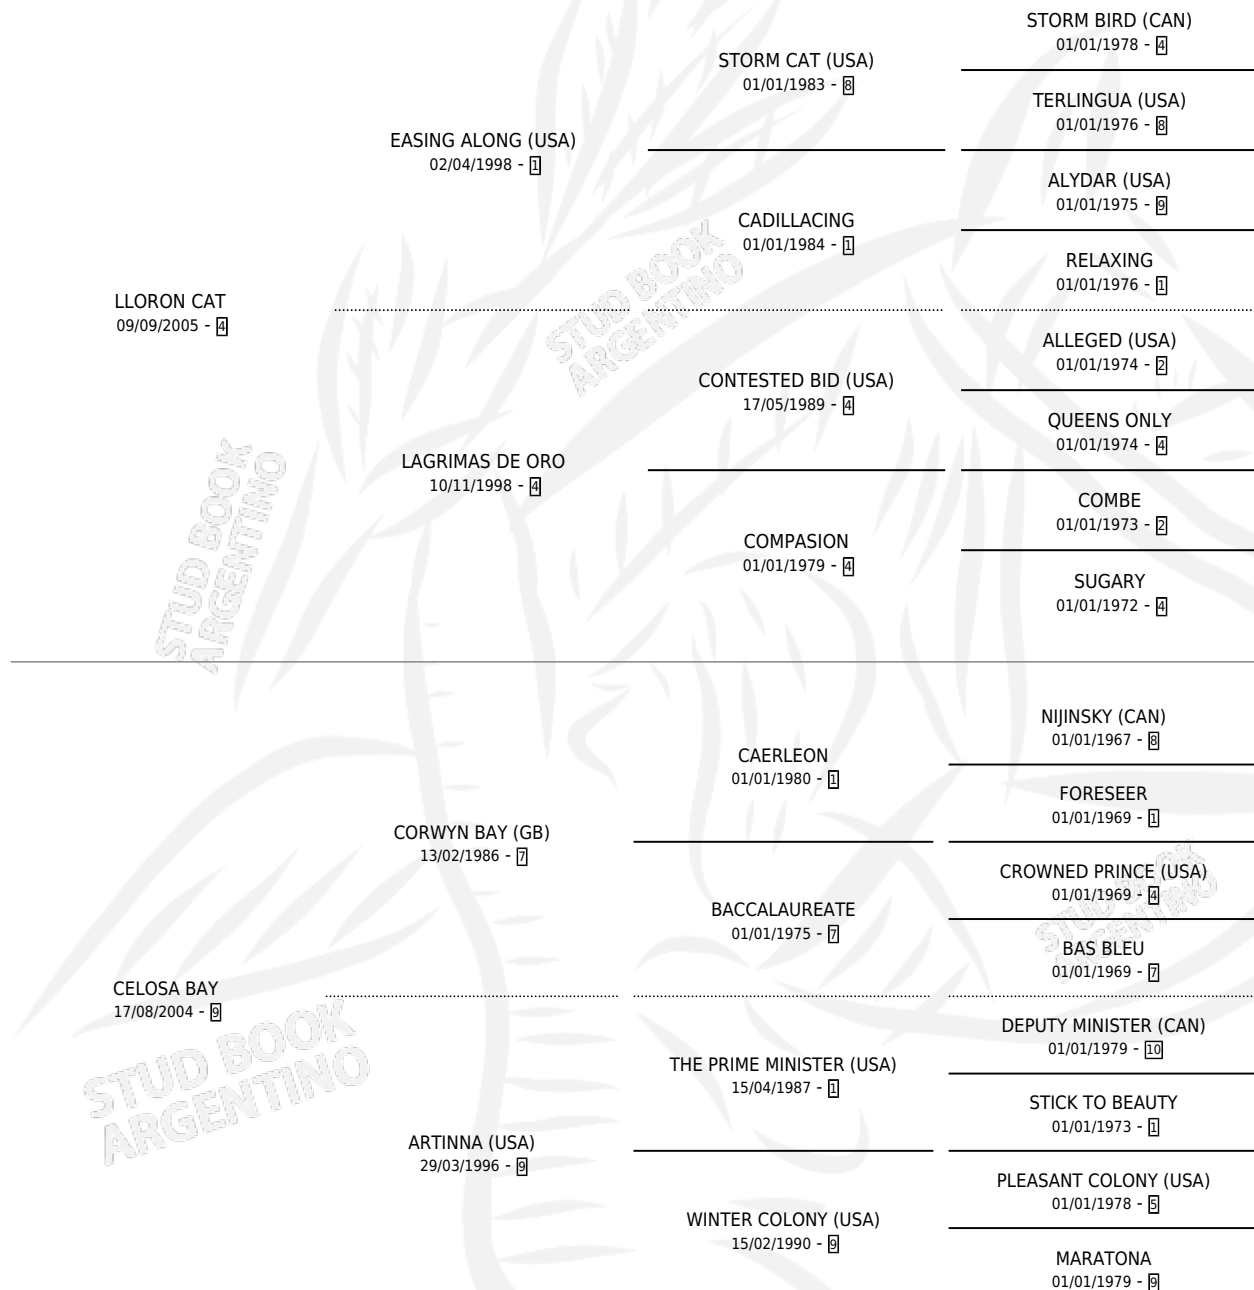 STORM BIRD (CAN)
01/01/1978 - 4
STORM CAT (USA)
01/01/1983 - 8
TERLINGUA (USA)
01/01/1976 - 8
EASING ALONG (USA)
02/04/1998 - 1
ALYDAR (USA)
01/01/1975 - 9
CADILLACING
01/01/1984 - 1
RELAXING
01/01/1976 - 1
LLORON CAT
09/09/2005 - 4
ALLEGED (USA)
01/01/1974 - 2
CONTESTED BID (USA)
17/05/1989 - 4
QUEENS ONLY
01/01/1974 - 4
LAGRIMAS DE ORO
10/11/1998 - 4
COMBE
01/01/1973 - 2
COMPASION
01/01/1979 - 4
SUGARY
01/01/1972 - 4
NIJINSKY (CAN)
01/01/1967 - 8
CAERLEON
01/01/1980 - 1
FORESEER
01/01/1969 - 1
CORWYN BAY (GB)
13/02/1986 - 7
CROWNED PRINCE (USA)
01/01/1969 - 4
BACCALAUREATE
01/01/1975 - 7
BAS BLEU
01/01/1969 - 7
CELOSA BAY
17/08/2004 - 9
DEPUTY MINISTER (CAN)
01/01/1979 - 10
THE PRIME MINISTER (USA)
15/04/1987 - 1
STICK TO BEAUTY
01/01/1973 - 1
ARTINNA (USA)
29/03/1996 - 9
PLEASANT COLONY (USA)
01/01/1978 - 5
WINTER COLONY (USA)
15/02/1990 - 9
MARATONA
01/01/1979 - 9
STUD BOOK
ARGENTINO
STUD BOOK
ARGENTINO
STUD BOOK
ARGENTINO
STUD BOOK
ARGENTINO